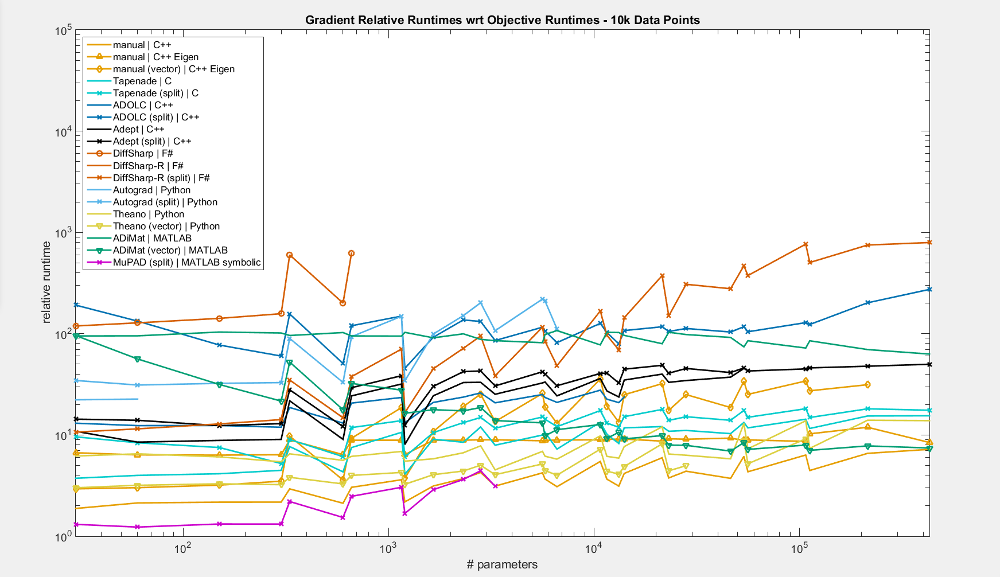 Gradient Relative Runtimes wrt Objective Runtimes - 10k Data Points
10^5
10^4
10^3
10^2
10^1
10^0
relative runtime
manual | C++
manual | C++ Eigen
manual (vector) | C++ Eigen
Tapenade | C
Tapenade (split) | C
ADOLC | C++
ADOLC (split) | C++
Adept | C++
Adept (split) | C++
DiffSharp | F#
DiffSharp-R | F#
DiffSharp-R (split) | F#
Autograd | Python
Autograd (split) | Python
Theano | Python
Theano (vector) | Python
ADiMat | MATLAB
ADiMat (vector) | MATLAB
MuPAD (split) | MATLAB symbolic
10^2 10^3 10^4 10^5
# parameters